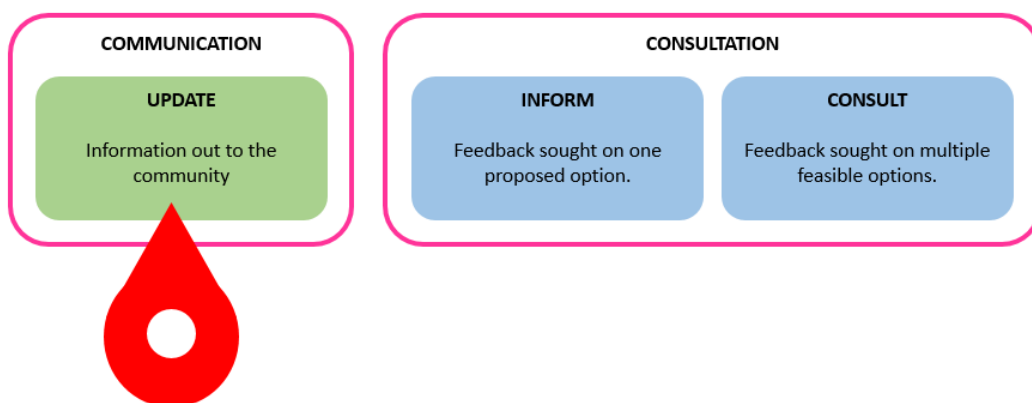 COMMUNICATION
UPDATE
Information out to the
community
CONSULTATION
INFORM
Feedback sought on one
proposed option.
CONSULT
Feedback sought on multiple
feasible options.